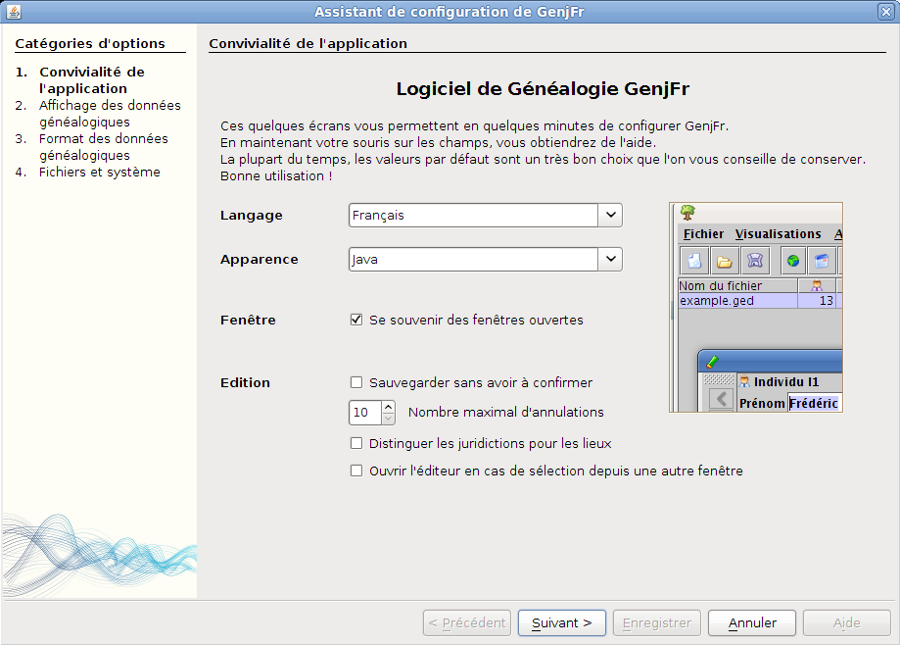 Assistant de configuration de GenjFr
Catégories d'options
1. Convivialité de
l'application
2. Affichage des données
généalogiques
3. Format des données
généalogiques
4. Fichiers et système
Convivialité de l'application
Logiciel de Généalogie GenjFr
Ces quelques écrans vous permettent en quelques minutes de configurer GenjFr.
En maintenant votre souris sur les champs, vous obtiendrez de l'aide.
La plupart du temps, les valeurs par défaut sont un très bon choix que l'on vous conseille de conserver.
Bonne utilisation !
Langage
Français
Apparence
Java
Fenêtre
Se souvenir des fenêtres ouvertes
Edition
Sauvegarder sans avoir à confirmer
10 Nombre maximal d'annulations
Distinguer les juridictions pour les lieux
Ouvrir l'éditeur en cas de sélection depuis une autre fenêtre
Fichier Visualisations A
Nom du fichier
example.ged 13
Individu I1
Prénom Frédéric
< Précédent
Suivant >
Enregistrer
Annuler
Aide